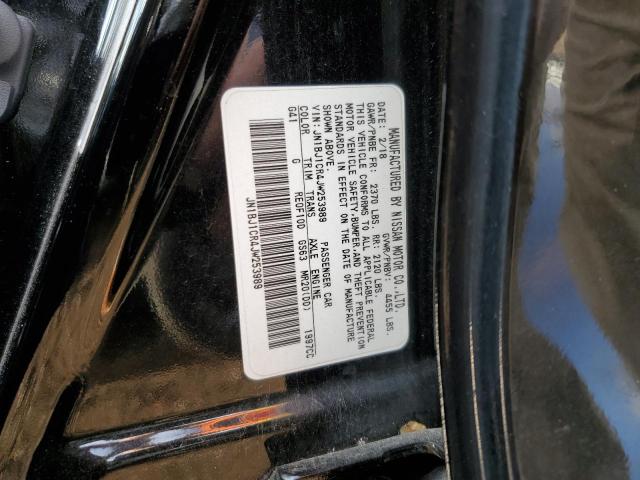 MANUFACTURED BY NISSAN MOTOR CO.,LTD.
DATE: 2/18 GVWR/PNBV: 4455 LBS.
GAWR/PNBE FR: 2370 LBS. RR: 2120 LBS.
THIS VEHICLE CONFORMS TO ALL APPLICABLE FEDERAL
MOTOR VEHICLE SAFETY,BUMPER,AND THEFT PREVENTION
STANDARDS IN EFFECT ON THE DATE OF MANUFACTURE
SHOWN ABOVE.
VIN:JN1BJ1CR4JW253989 PASSENGER CAR
COLOR TRIM TRANS AXLE ENGINE
G41 G RE0F10D GS63 MR20(DD) 1997CC
JN1BJ1CR4JW253989